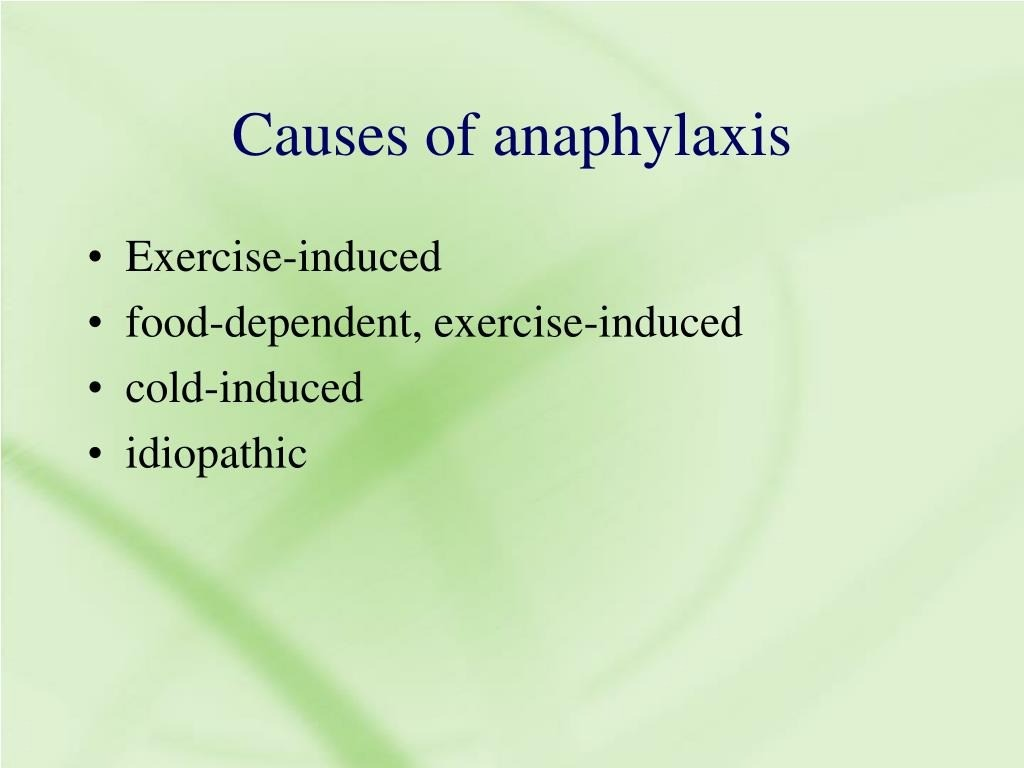 Causes of anaphylaxis
• Exercise-induced
• food-dependent, exercise-induced
• cold-induced
• idiopathic